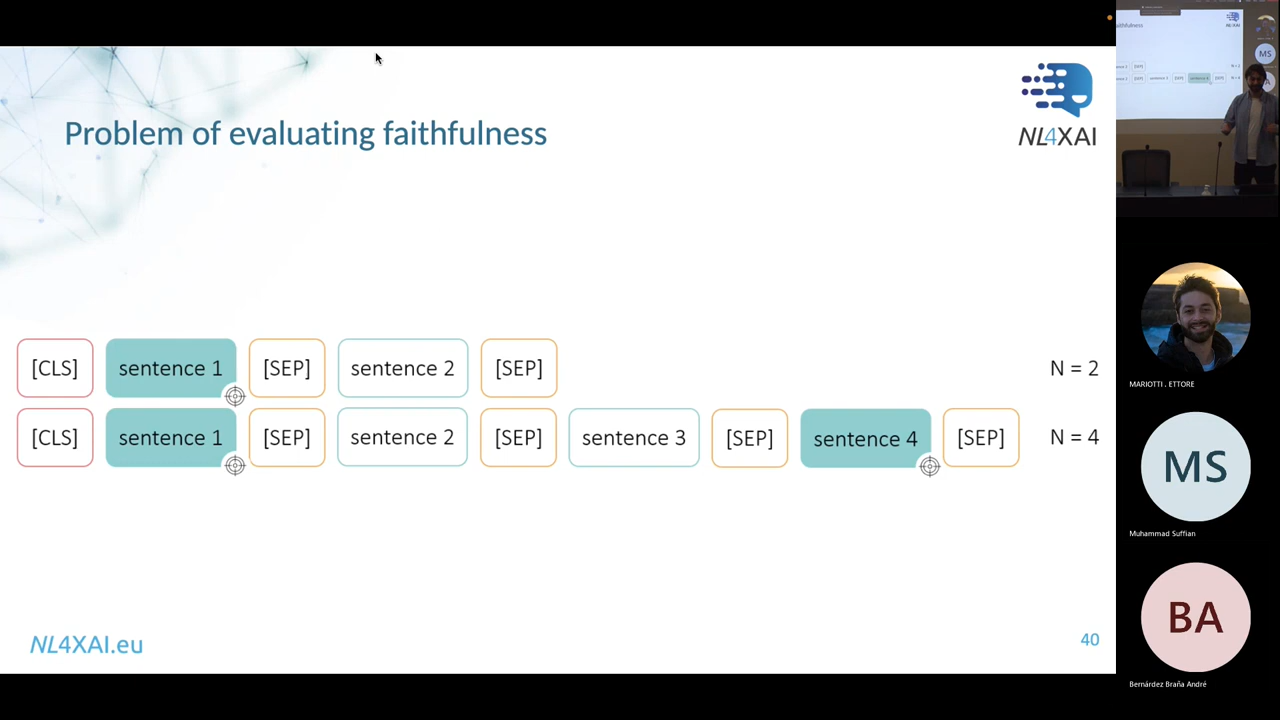 Problem of evaluating faithfulness
NL4XAI
[CLS] sentence 1 [SEP] sentence 2 [SEP] N = 2
[CLS] sentence 1 [SEP] sentence 2 [SEP] sentence 3 [SEP] sentence 4 [SEP] N = 4
NL4XAI.eu
40
MARIOTTI . ETTORE
MS
Muhammad Suffian
BA
Bernárdez Braña André